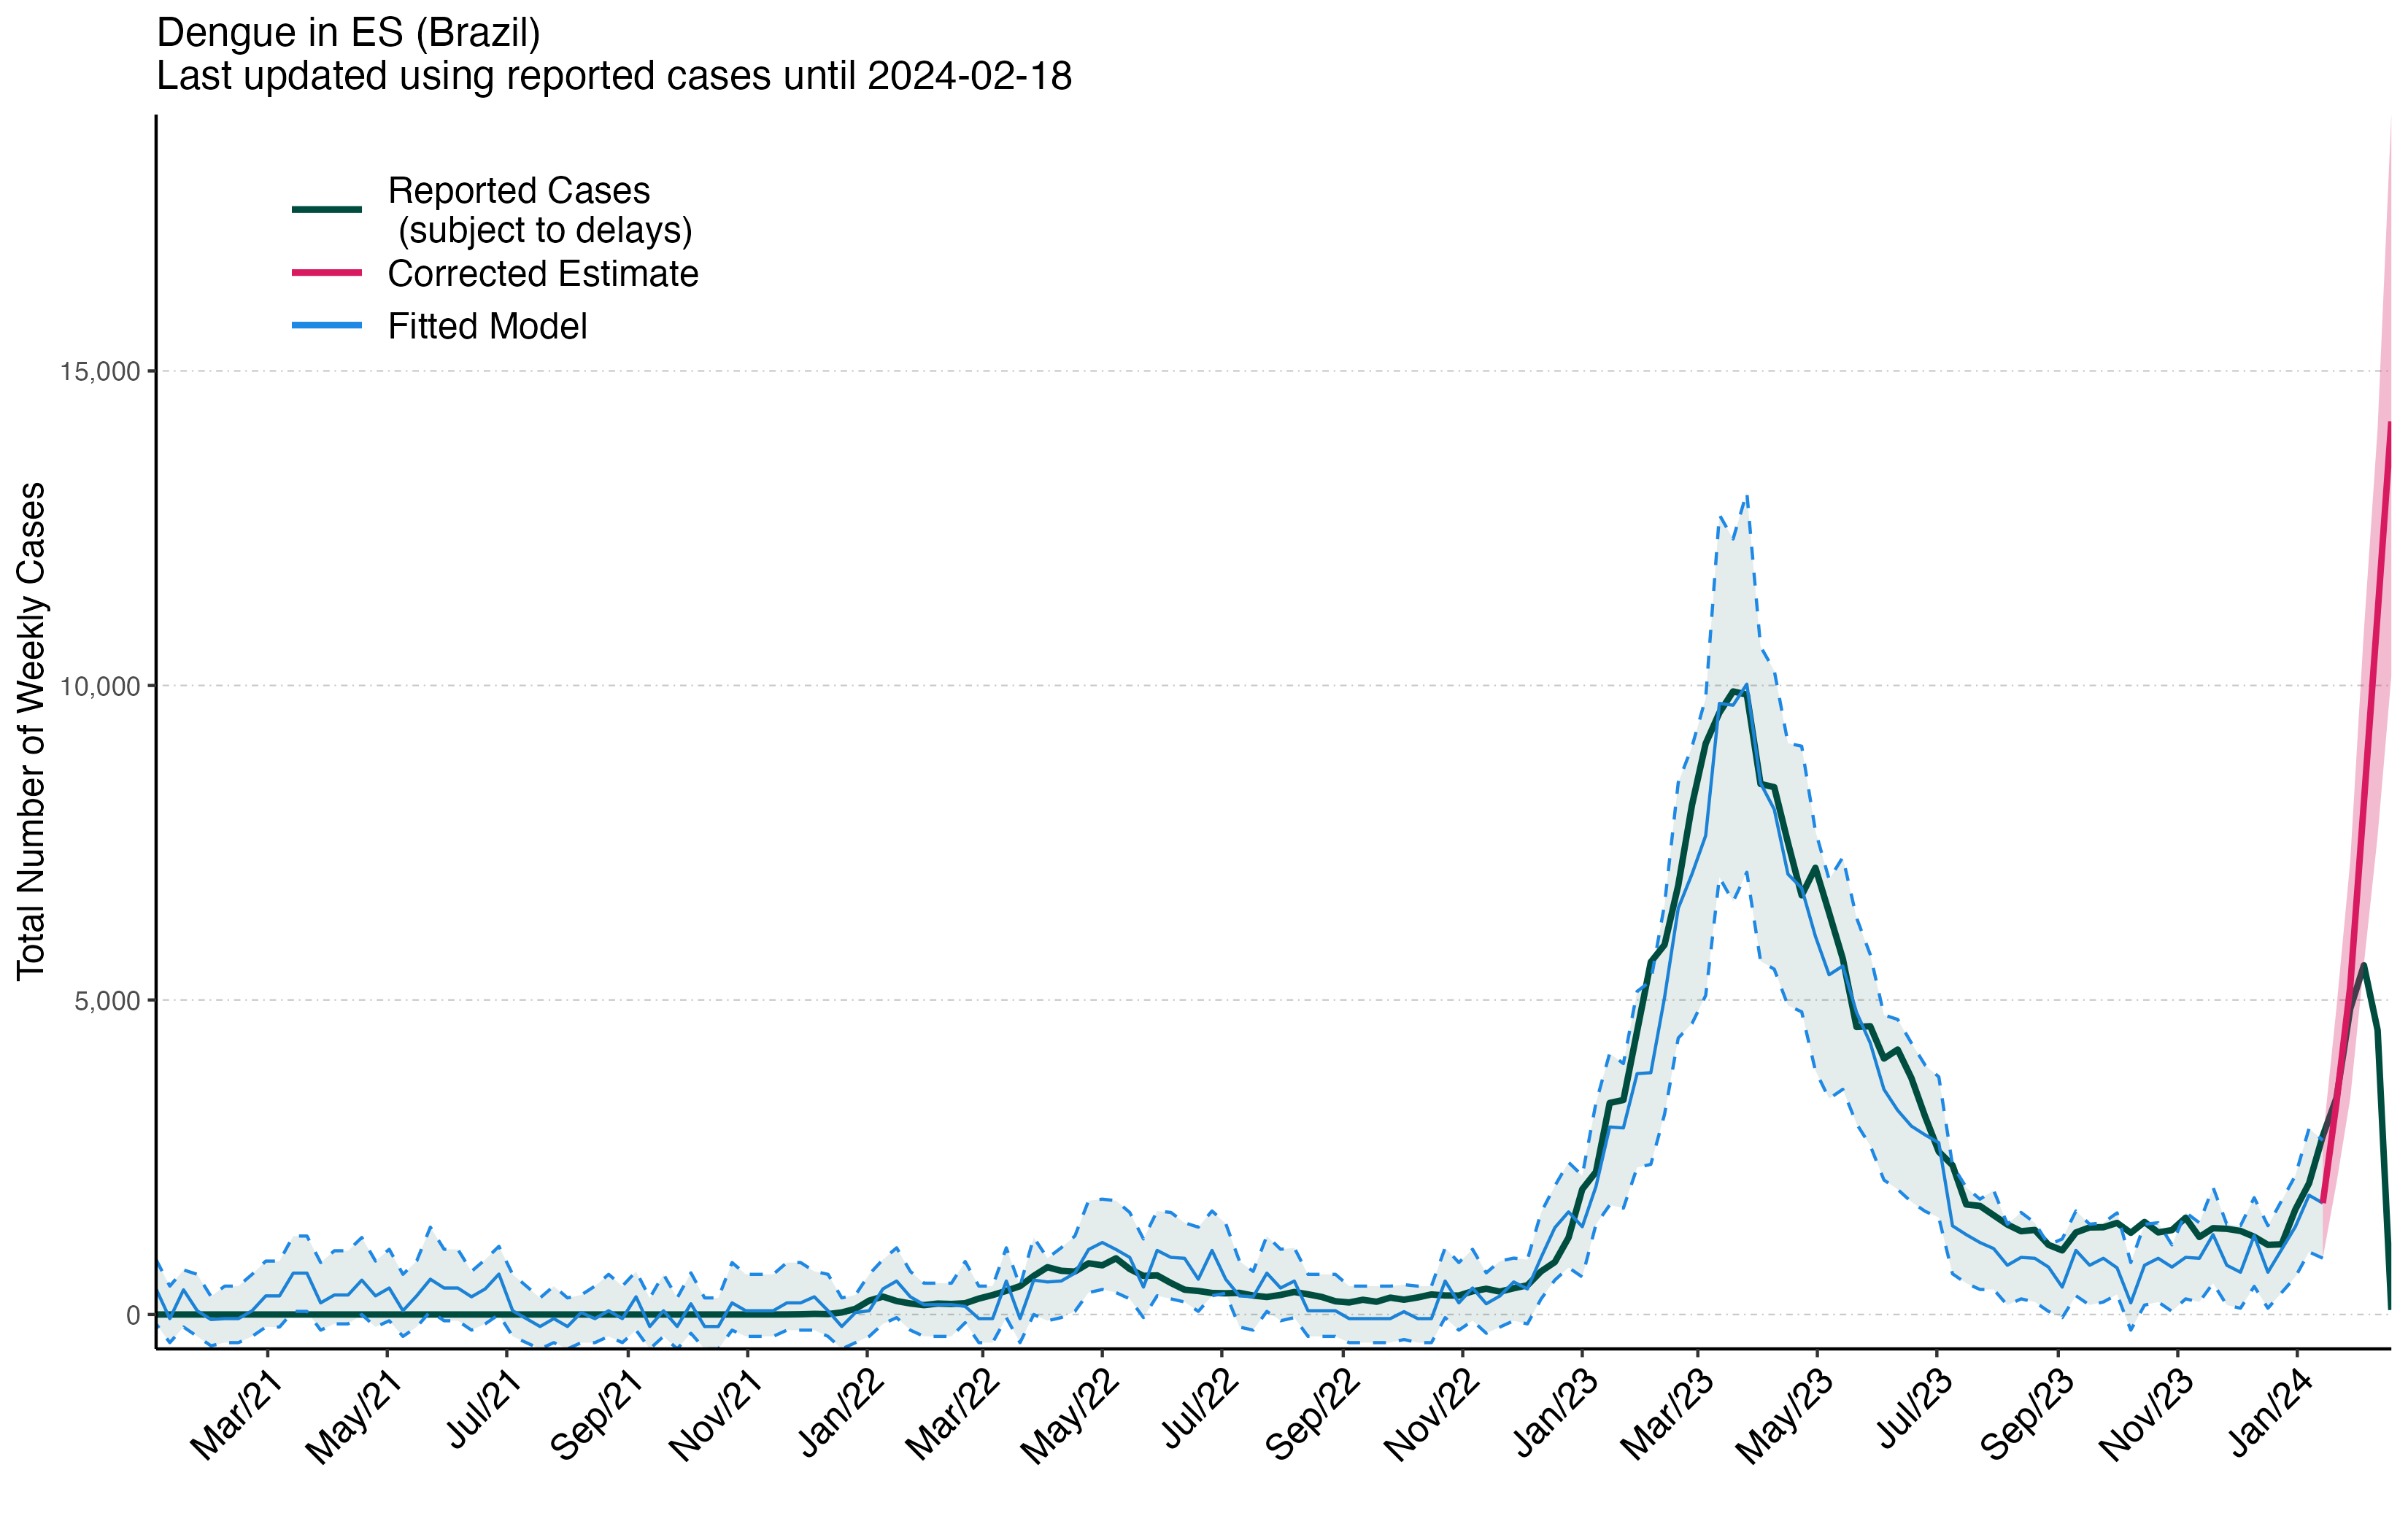 Dengue in ES (Brazil)
Last updated using reported cases until 2024-02-18
Reported Cases
(subject to delays)
Corrected Estimate
Fitted Model
Total Number of Weekly Cases
15,000
10,000
5,000
0
Mar/21
May/21
Jul/21
Sep/21
Nov/21
Jan/22
Mar/22
May/22
Jul/22
Sep/22
Nov/22
Jan/23
Mar/23
May/23
Jul/23
Sep/23
Nov/23
Jan/24